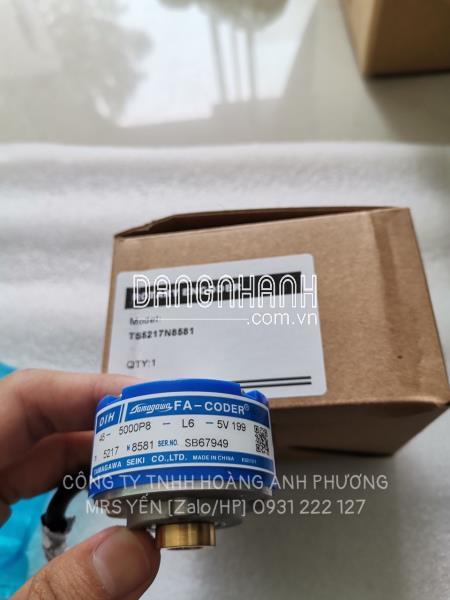 DANGNHANH
.com.vn
Model:
TS5217N8581
QTY:1
OIH Tamagawa FA-CODER®
48- 5000P8 - L6 - 5V 199
5217 N 8581 SER.NO. SB67949
TAMAGAWA SEIKI CO.,LTD. MADE IN CHINA
CÔNG TY TNHH HOÀNG ANH PHƯƠNG
MRS YẾN [Zalo/HP] 0931 222 127